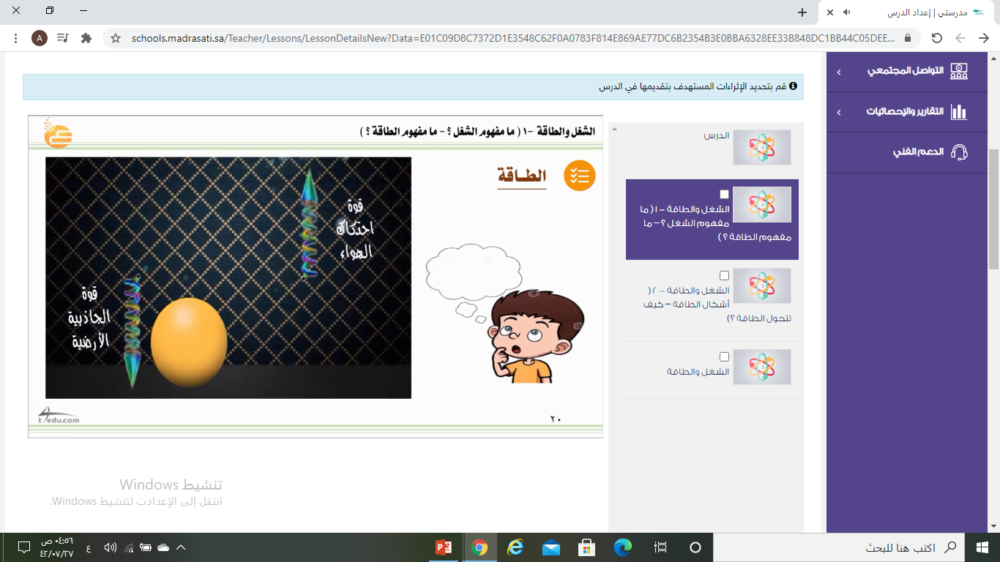 مدرستي | إعداد الدرس
schools.madrasati.sa/Teacher/Lessons/LessonDetailsNew?Data=E01C09D8C7372D1E3548C62F0A0783F814E869AE77DC6B2354B3E0BBA6328EE33B848DC1BB44C05DEE...
A
التواصل المجتمعي
التقارير والإحصائيات
الدعم الفني
قم بتحديد الإثراءات المستهدف بتقديمها في الدرس
الدرس
الشغل والطاقة – ١ ( ما
مفهوم الشغل ؟ – ما
مفهوم الطاقة ؟ )
الشغل والطاقة – ٢ (
أشكال الطاقة – كيف
تتحول الطاقة ؟)
الشغل والطاقة
الشغل والطاقة -١ ( ما مفهوم الشغل ؟ - ما مفهوم الطاقة ؟ )
الطـاقة
قوة
احتكاك
الهواء
قوة
الجاذبية
الأرضية
t4edu.com
٢٠
تنشيط Windows
انتقل إلى الإعدادت لتنشيط Windows.
اكتب هنا للبحث
ع
٠٤:٥٦ ص
٤٢/٠٧/٢٧